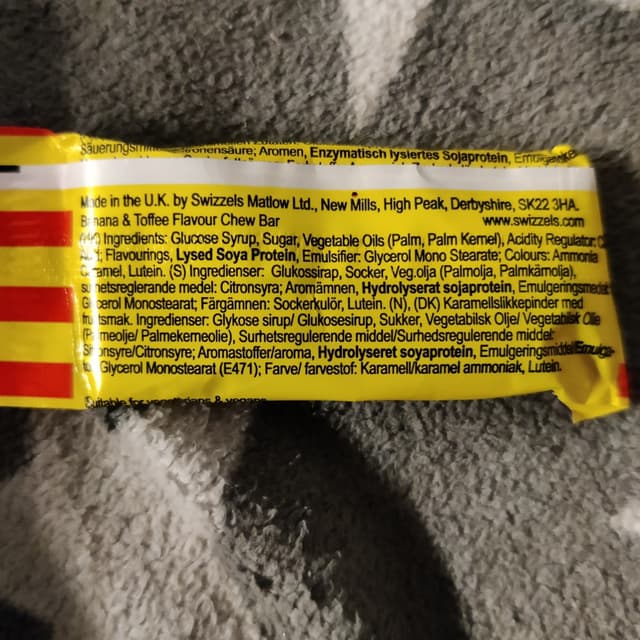 Säuerungsmittel: Zitronensäure; Aromen, Enzymatisch lysiertes Sojaprotein,
Made in the U.K. by Swizzels Matlow Ltd., New Mills, High Peak, Derbyshire, SK22 3HA.
Banana & Toffee Flavour Chew Bar www.swizzels.com
Ingredients: Glucose Syrup, Sugar, Vegetable Oils (Palm, Palm Kernel), Acidity Regulator:
Flavourings, Lysed Soya Protein, Emulsifier: Glycerol Mono Stearate; Colours: Ammonia
Caramel, Lutein. (S) Ingredienser: Glukossirap, Socker, Veg.olja (Palmolja, Palmkärnolja),
surhetsreglerande medel: Citronsyra; Aromämnen, Hydrolyserat sojaprotein, Emulgeringsmedel:
Glycerol Monostearat; Färgämnen: Sockerkulör, Lutein. (N), (DK) Karamellslikkepinder med
fruktsmak. Ingredienser: Glykose sirup/ Glukosesirup, Sukker, Vegetabilsk Olje/ Vegetabilsk Olie
(Palmeolje/ Palmekerneolie), Surhetsregulerende middel/Surhedsregulerende middel:
Sitronsyre/Citronsyre; Aromastoffer/aroma, Hydrolyseret soyaprotein, Emulgeringsmiddel/Emulga-
Glycerol Monostearat (E471); Farve/ farvestof: Karamell/karamel ammoniak, Lutein.
Suitable for vegetarians & vegans